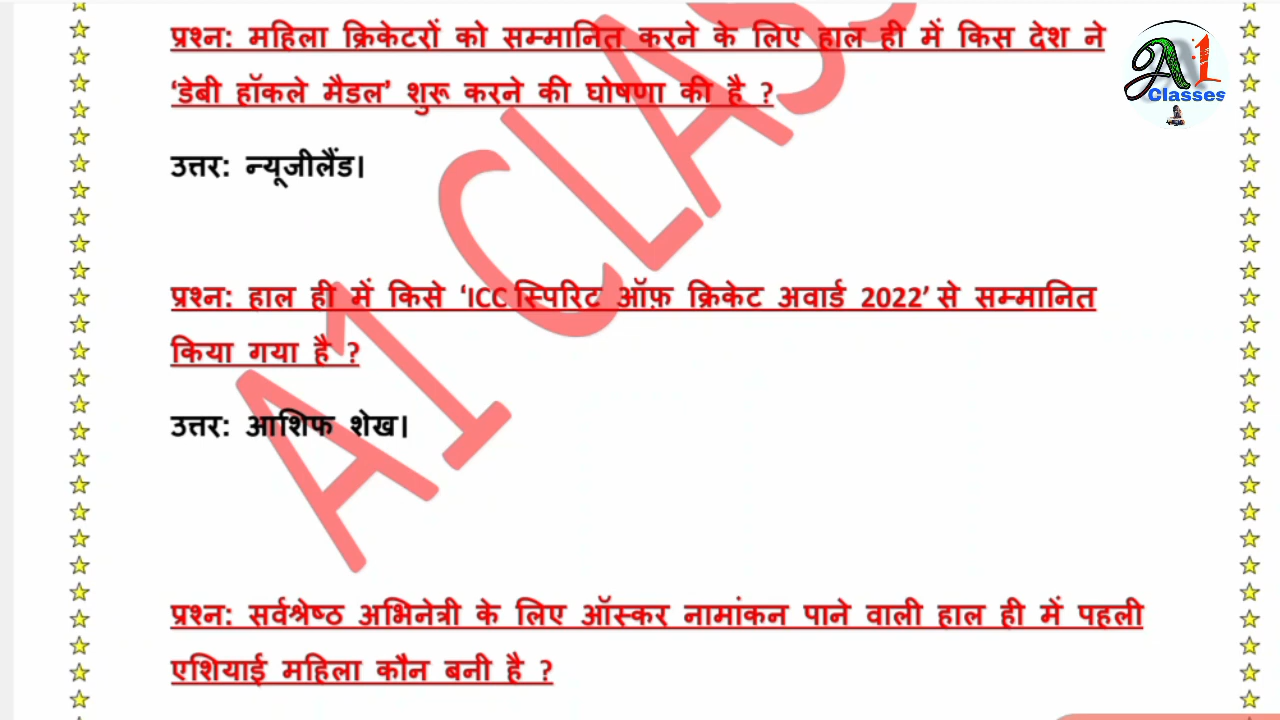 प्रश्न: महिला क्रिकेटरों को सम्मानित करने के लिए हाल ही में किस देश ने
‘डेबी हॉकले मैडल’ शुरू करने की घोषणा की है ?
उत्तर: न्यूजीलैंड।
प्रश्न: हाल ही में किसे ‘ICC स्पिरिट ऑफ़ क्रिकेट अवार्ड 2022’ से सम्मानित
किया गया है ?
उत्तर: आशिफ शेख।
प्रश्न: सर्वश्रेष्ठ अभिनेत्री के लिए ऑस्कर नामांकन पाने वाली हाल ही में पहली
एशियाई महिला कौन बनी है ?
A1 CLASS
A1
Classes